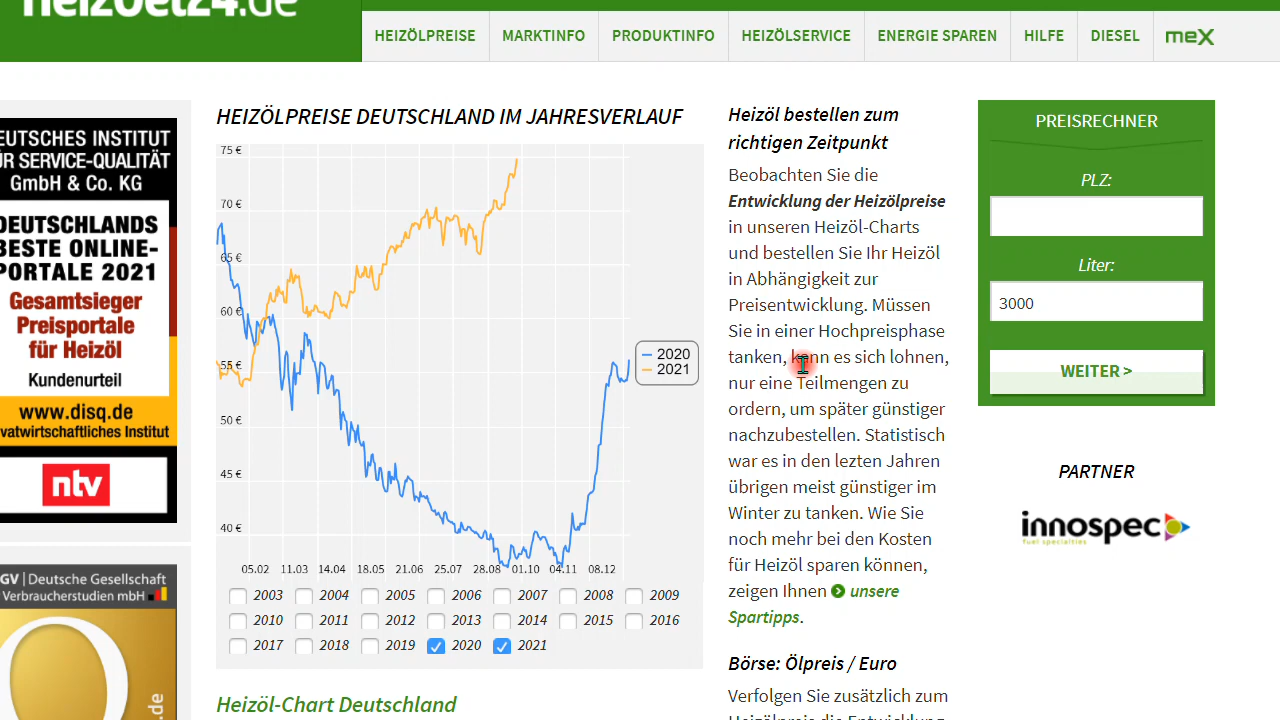 heizoel24.de
HEIZÖLPREISE
MARKTINFO
PRODUKTINFO
HEIZÖLSERVICE
ENERGIE SPAREN
HILFE
DIESEL
meX
EUTSCHES INSTITUT
ÜR SERVICE-QUALITÄT
GmbH & Co. KG
DEUTSCHLANDS
BESTE ONLINE-
PORTALE 2021
Gesamtsieger
Preisportale
für Heizöl
Kundenurteil
www.disq.de
vatwirtschaftliches Institut
ntv
GV | Deutsche Gesellschaft
Verbraucherstudien mbH
.de
HEIZÖLPREISE DEUTSCHLAND IM JAHRESVERLAUF
75 €
70 €
65 €
60 €
55 €
50 €
45 €
40 €
05.02 11.03 14.04 18.05 21.06 25.07 28.08 01.10 04.11 08.12
2020
2021
2003 2004 2005 2006 2007 2008 2009
2010 2011 2012 2013 2014 2015 2016
2017 2018 2019 2020 2021
Heizöl-Chart Deutschland
Heizöl bestellen zum
richtigen Zeitpunkt
Beobachten Sie die
Entwicklung der Heizölpreise
in unseren Heizöl-Charts
und bestellen Sie Ihr Heizöl
in Abhängigkeit zur
Preisentwicklung. Müssen
Sie in einer Hochpreisphase
tanken, kann es sich lohnen,
nur eine Teilmengen zu
ordern, um später günstiger
nachzubestellen. Statistisch
war es in den lezten Jahren
übrigen meist günstiger im
Winter zu tanken. Wie Sie
noch mehr bei den Kosten
für Heizöl sparen können,
zeigen Ihnen unsere
Spartipps.
Börse: Ölpreis / Euro
Verfolgen Sie zusätzlich zum
Heizölpreis die Entwicklung
PREISRECHNER
PLZ:
Liter:
3000
WEITER >
PARTNER
innospec
fuel specialties